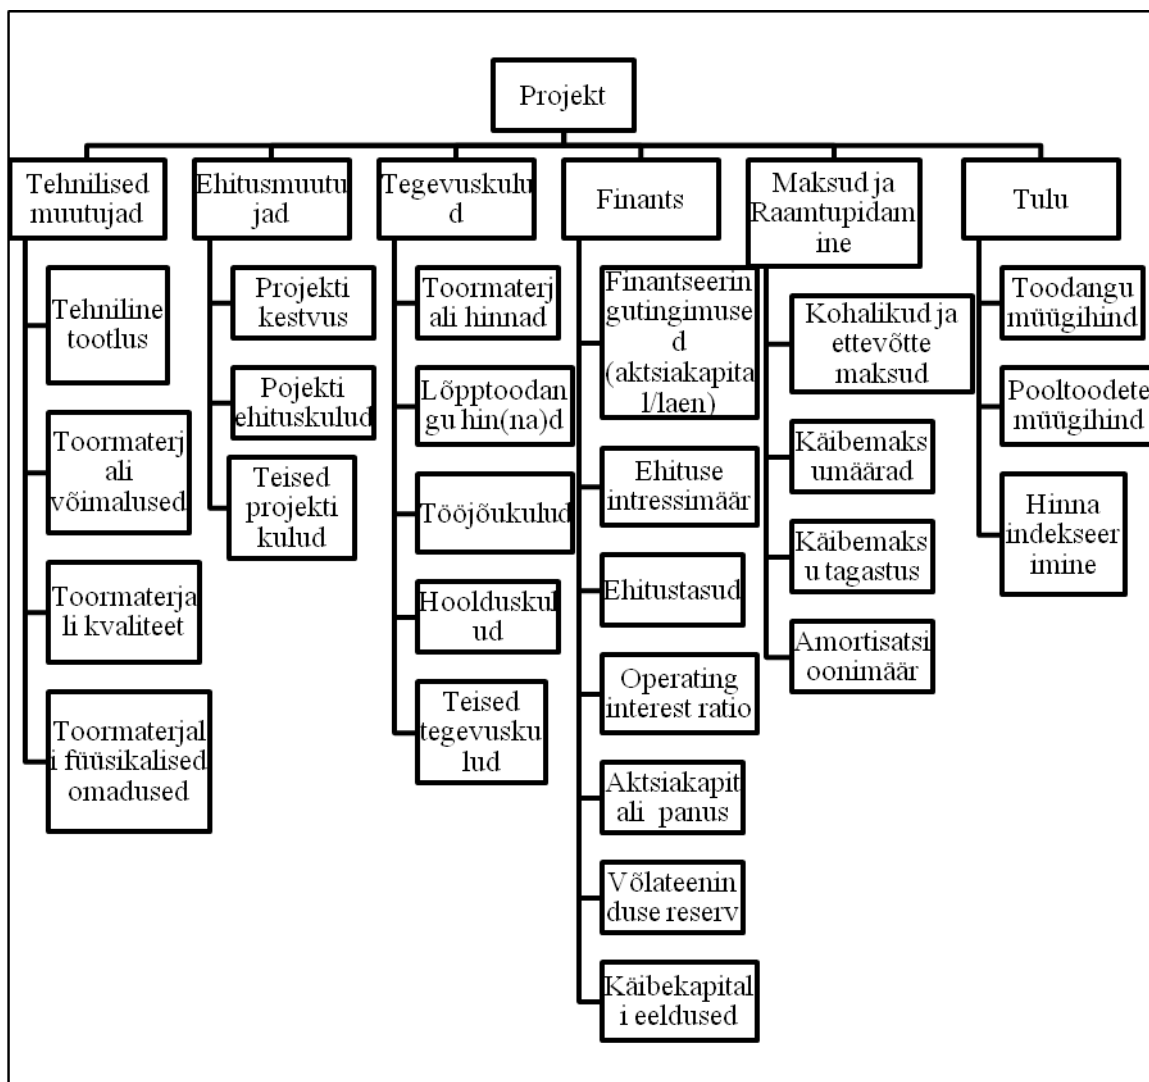 Projekt
Tehnilised
muutujad
Tehniline
tootlus
Toormaterj
ali
võimalused
Toormaterja
li kvaliteet
Toormaterjal
i füüsikalised
omadused
Ehitusmuutu
jad
Projekti
kestvus
Pojekti
ehituskulud
Teised
projekti
kulud
Tegevuskulu
d
Toormaterj
ali hinnad
Lõpptoodan
gu hin(na)d
Tööjõukulud
Hoolduskul
ud
Teised
tegevusku
lud
Finants
Finantseerin
gutingimuse
d
(aktsiakapita
l/laen)
Ehituse
intressimäär
Ehitustasud
Operating
interest ratio
Aktsiakapit
ali panus
Võlateenin
duse reserv
Käibekapital
i eeldused
Maksud ja
Raamtupidam
ine
Kohalikud ja
ettevõtte
maksud
Käibemaks
umäärad
Käibemaks
u tagastus
Amortisatsi
oonimäär
Tulu
Toodangu
müügihind
Pooltoodete
müügihind
Hinna
indekseer
imine